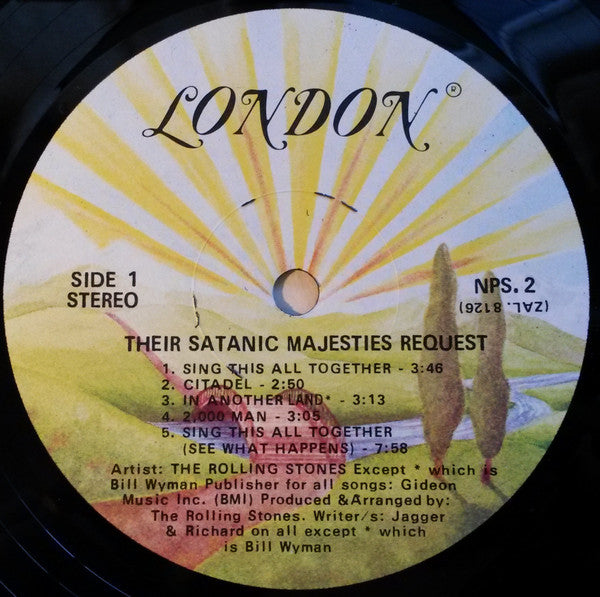 LONDON®
SIDE 1
STEREO
NPS. 2
(ZAL. 8126)
THEIR SATANIC MAJESTIES REQUEST
1. SING THIS ALL TOGETHER - 3:46
2. CITADEL - 2:50
3. IN ANOTHER LAND* - 3:13
4. 2,000 MAN - 3:05
5. SING THIS ALL TOGETHER
(SEE WHAT HAPPENS) - 7:58
Artist: THE ROLLING STONES Except * which is
Bill Wyman Publisher for all songs: Gideon
Music Inc. (BMI) Produced & Arranged by:
The Rolling Stones. Writer/s: Jagger
& Richard on all except * which
is Bill Wyman